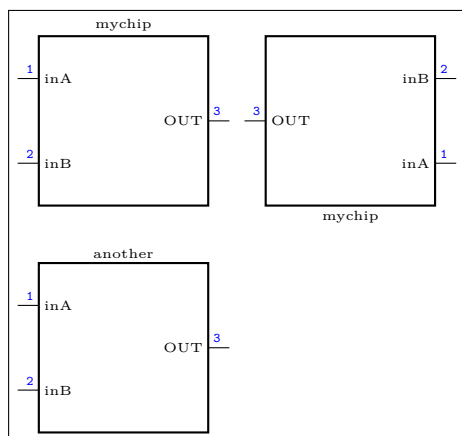 mychip
1 inA
OUT 3
2 inB
inB 2
3 OUT
inA 1
mychip
another
1 inA
OUT 3
2 inB